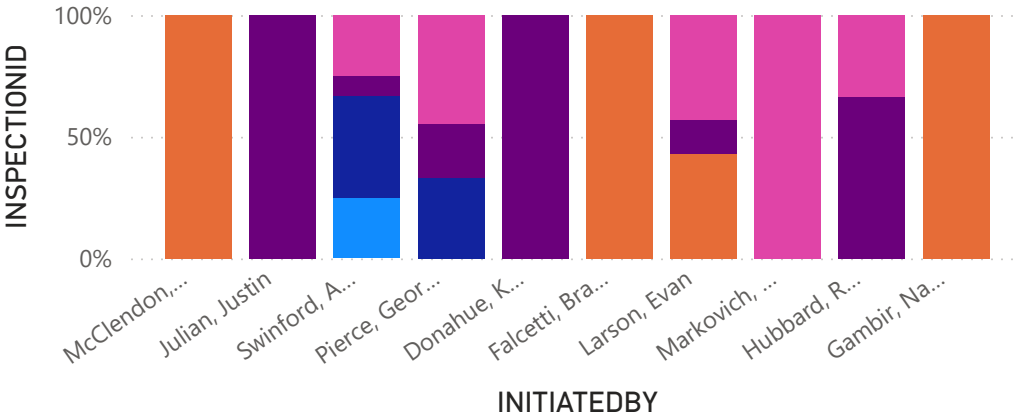 INSPECTIONID
100%
50%
0%
McClendon,...
Julian, Justin
Swinford, A...
Pierce, Geor...
Donahue, K...
Falcetti, Bra...
Larson, Evan
Markovich, ...
Hubbard, R...
Gambir, Na...
INITIATEDBY